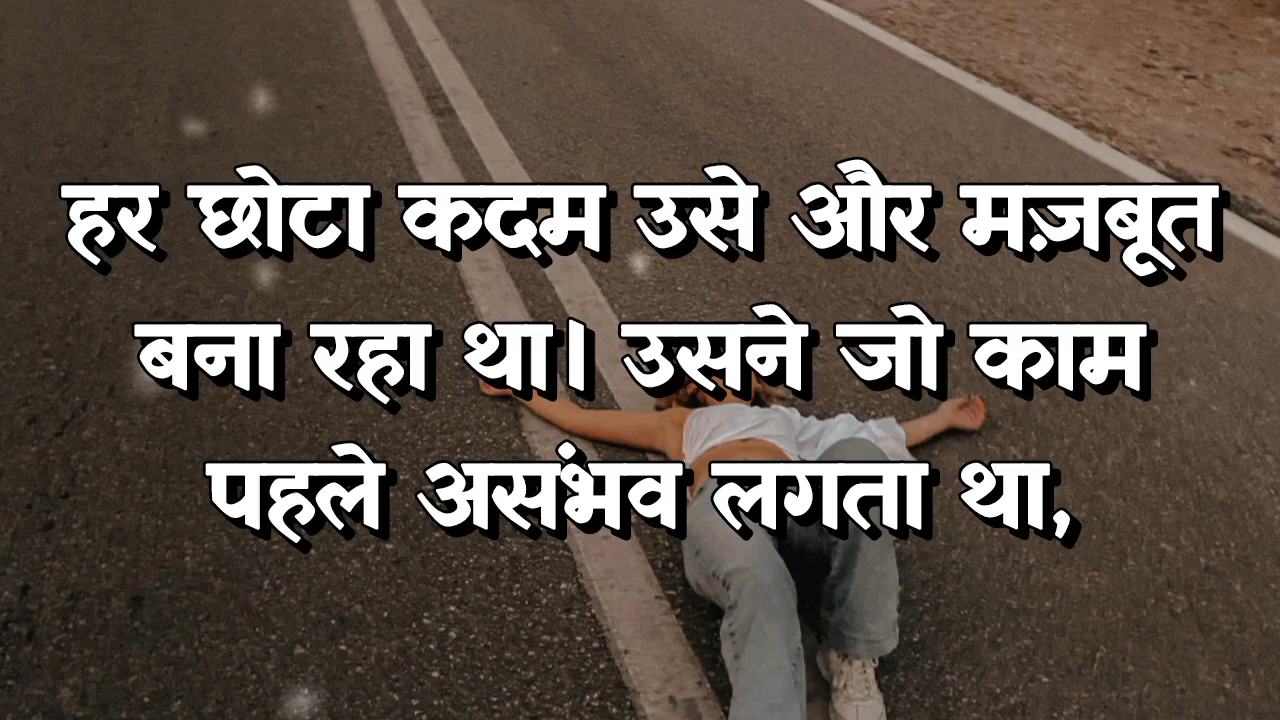 हर छोटा कदम उसे और मज़बूत
बना रहा था। उसने जो काम
पहले असंभव लगता था,